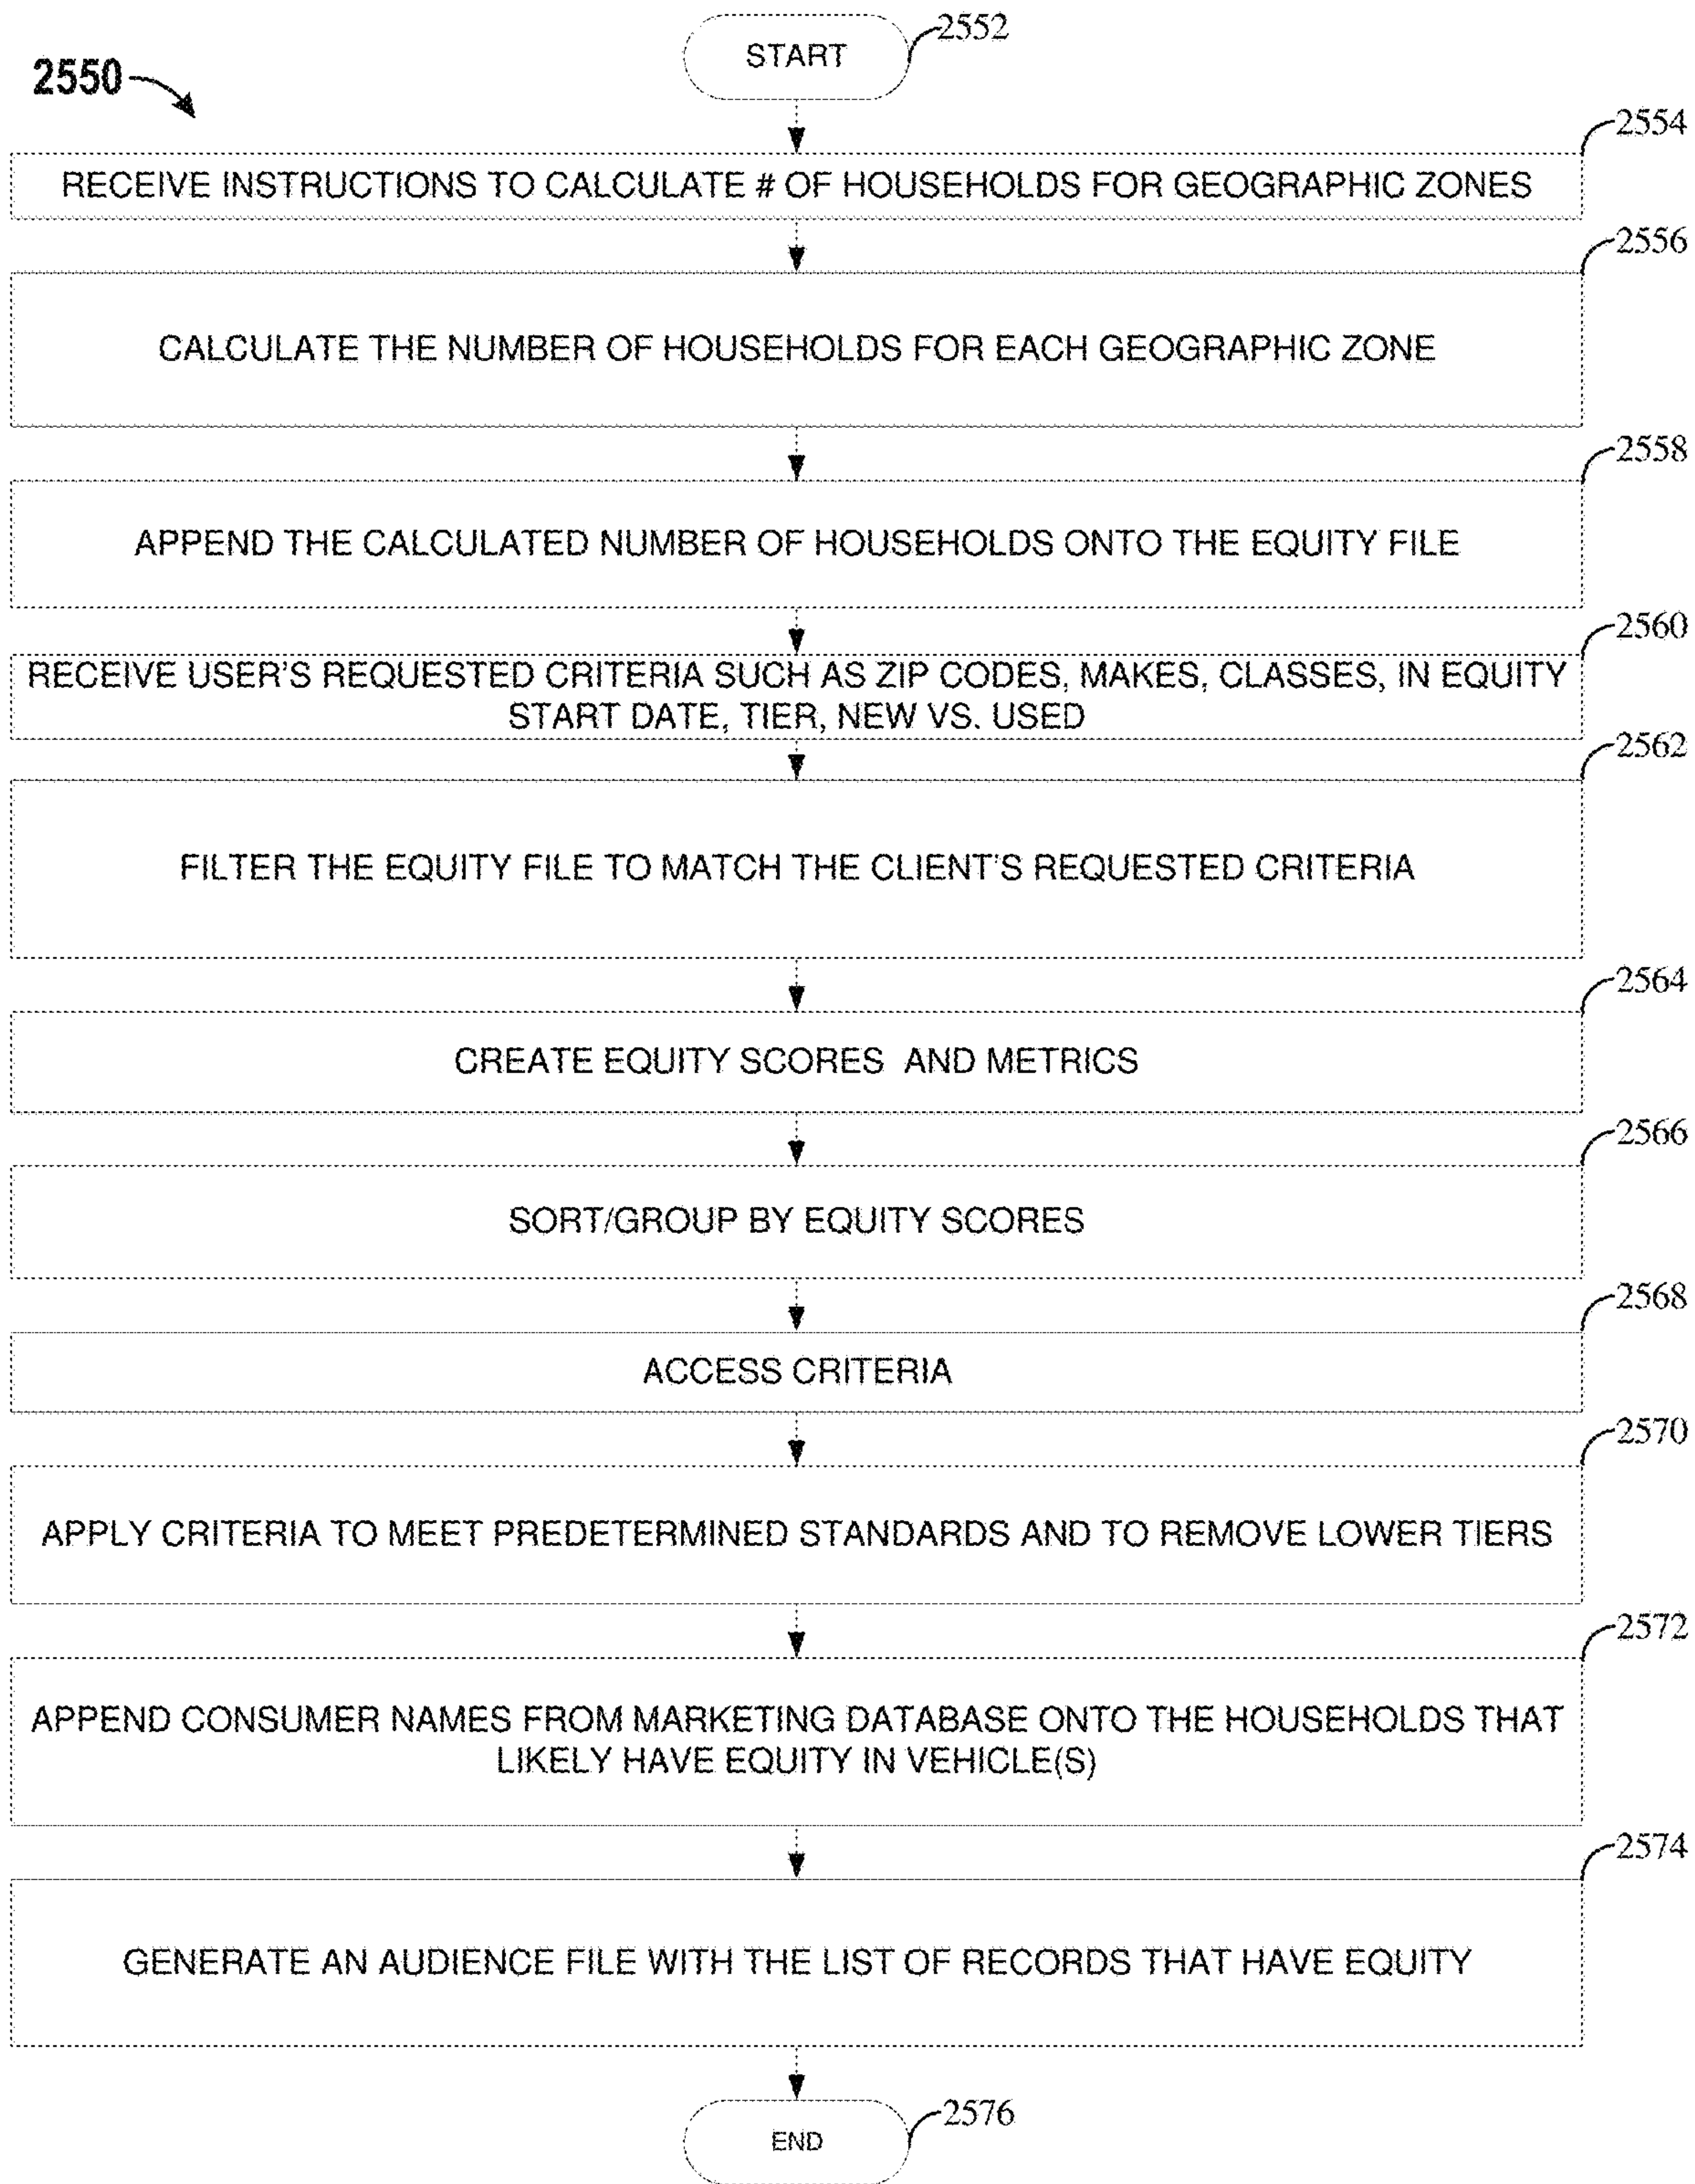 2550
START
2552
2554
RECEIVE INSTRUCTIONS TO CALCULATE # OF HOUSEHOLDS FOR GEOGRAPHIC ZONES
2556
CALCULATE THE NUMBER OF HOUSEHOLDS FOR EACH GEOGRAPHIC ZONE
2558
APPEND THE CALCULATED NUMBER OF HOUSEHOLDS ONTO THE EQUITY FILE
2560
RECEIVE USER'S REQUESTED CRITERIA SUCH AS ZIP CODES, MAKES, CLASSES, IN EQUITY
START DATE, TIER, NEW VS. USED
2562
FILTER THE EQUITY FILE TO MATCH THE CLIENT'S REQUESTED CRITERIA
2564
CREATE EQUITY SCORES AND METRICS
2566
SORT/GROUP BY EQUITY SCORES
2568
ACCESS CRITERIA
2570
APPLY CRITERIA TO MEET PREDETERMINED STANDARDS AND TO REMOVE LOWER TIERS
2572
APPEND CONSUMER NAMES FROM MARKETING DATABASE ONTO THE HOUSEHOLDS THAT
LIKELY HAVE EQUITY IN VEHICLE(S)
2574
GENERATE AN AUDIENCE FILE WITH THE LIST OF RECORDS THAT HAVE EQUITY
END
2576